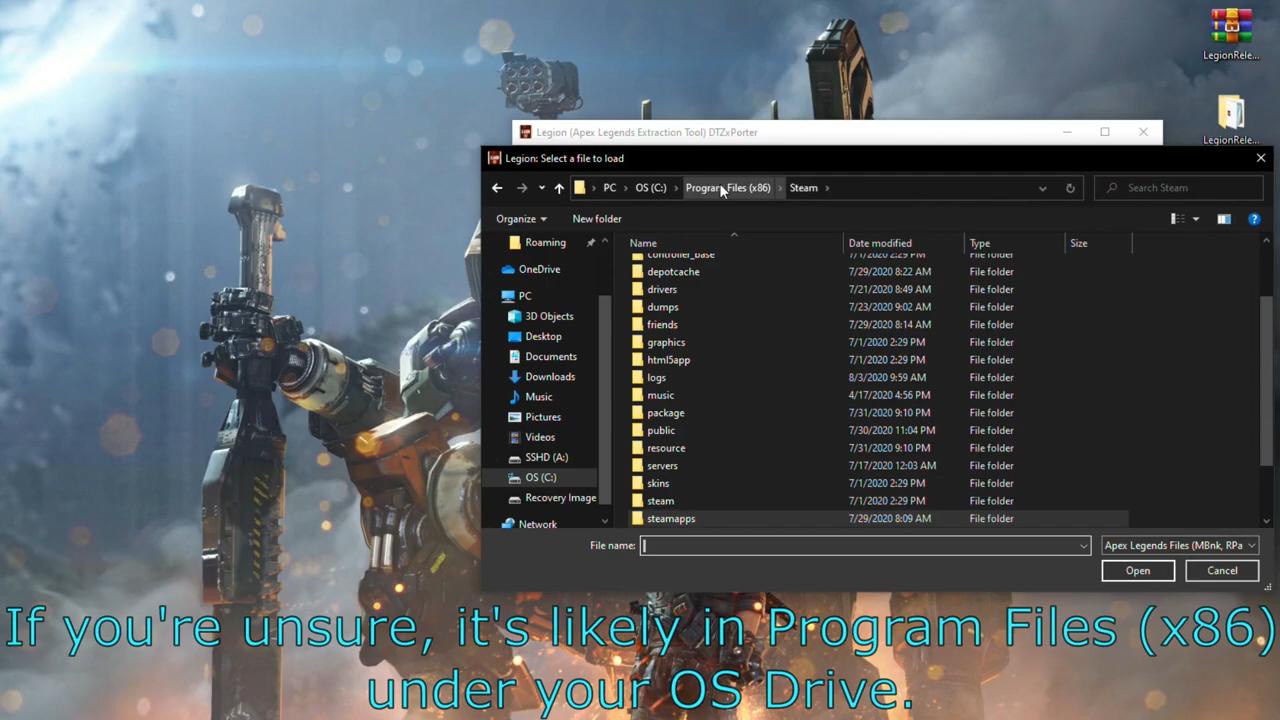 LegionRele...
LegionRele...
Legion (Apex Legends Extraction Tool) DTZxPorter
Legion: Select a file to load
PC
OS (C:)
Program Files (x86)
Steam
Search Steam
Organize
New folder
Name
Date modified
Type
Size
Roaming
OneDrive
PC
3D Objects
Desktop
Documents
Downloads
Music
Pictures
Videos
SSHD (A:)
OS (C:)
Recovery Image
Network
controller_base 7/1/2020 2:29 PM File folder
depotcache 7/29/2020 8:22 AM File folder
drivers 7/21/2020 8:49 AM File folder
dumps 7/23/2020 9:02 AM File folder
friends 7/29/2020 8:14 AM File folder
graphics 7/1/2020 2:29 PM File folder
html5app 7/1/2020 2:29 PM File folder
logs 8/3/2020 9:59 AM File folder
music 4/17/2020 4:56 PM File folder
package 7/31/2020 9:10 PM File folder
public 7/30/2020 11:04 PM File folder
resource 7/31/2020 9:10 PM File folder
servers 7/17/2020 12:03 AM File folder
skins 7/1/2020 2:29 PM File folder
steam 7/1/2020 2:29 PM File folder
steamapps 7/29/2020 8:09 AM File folder
File name:
Apex Legends Files (MBnk, RPa
Open
Cancel
If you're unsure, it's likely in Program Files (x86)
under your OS Drive.